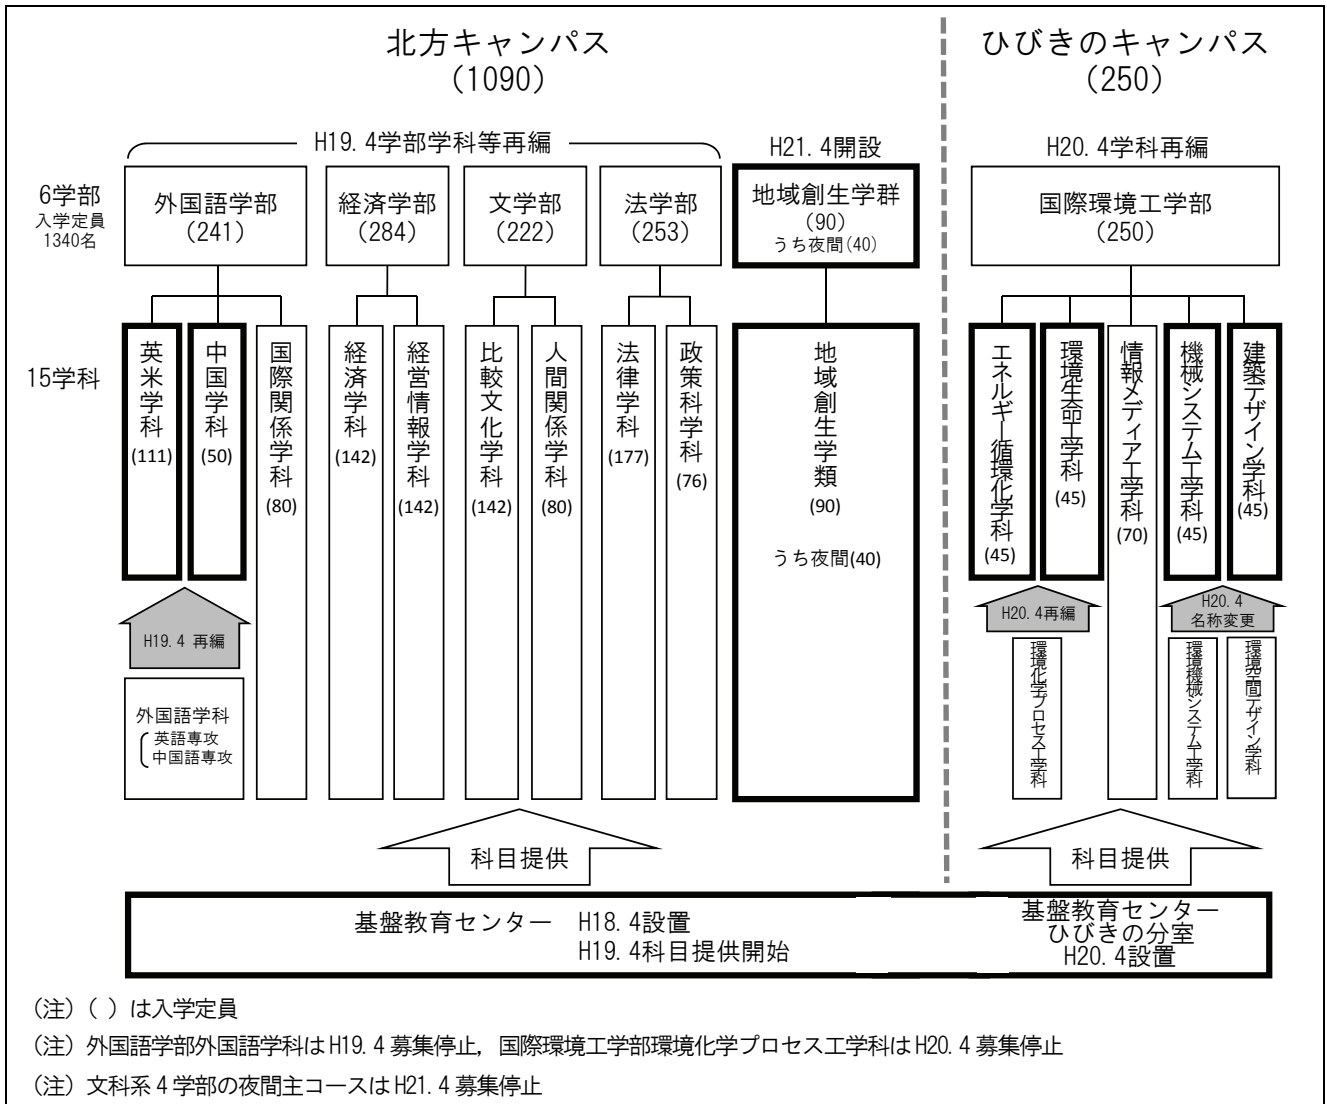 北方キャンパス
(1090)
ひびきのキャンパス
(250)
H19.4学部学科等再編
H21.4開設
H20.4学科再編
6学部
入学定員
1340名
外国語学部
(241)
経済学部
(284)
文学部
(222)
法学部
(253)
地域創生学群
(90)
うち夜間(40)
国際環境工学部
(250)
15学科
英米学科
(111)
中国学科
(50)
国際関係学科
(80)
経済学科
(142)
経営情報学科
(142)
比較文化学科
(142)
人間関係学科
(80)
法律学科
(177)
政策科学科
(76)
地域創生学類
(90)
うち夜間(40)
エネルギー循環化学科
(45)
環境生命工学科
(45)
情報メディア工学科
(70)
機械システム工学科
(45)
建築デザイン学科
(45)
H19.4 再編
H20.4再編
H20.4
名称変更
外国語学科
英語専攻
中国語専攻
環境化学プロセス工学科
環境機械システム工学科
環境空間デザイン学科
科目提供
科目提供
基盤教育センター H18.4設置
H19.4科目提供開始
基盤教育センター
ひびきの分室
H20.4設置
（注）（ ）は入学定員
（注）外国語学部外国語学科はH19.4募集停止，国際環境工学部環境化学プロセス工学科はH20.4募集停止
（注）文科系4学部の夜間主コースはH21.4募集停止